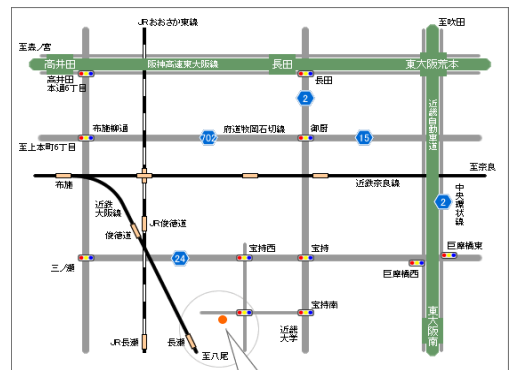 JRおおさか東線
至吹田
至森ノ宮
高井田
阪神高速東大阪線
長田
東大阪荒本
高井田
本通6丁目
長田
2
近畿自動車道
布施柳通
702
府道牧岡石切線
御厨
15
至上本町6丁目
至奈良
布施
近鉄奈良線
近鉄
大阪線
JR俊徳道
俊徳道
2
中央環状線
24
宝持西
宝持
巨摩橋東
三ノ瀬
巨摩橋西
宝持南
近畿
大学
東大阪南
JR長瀬
長瀬
至八尾